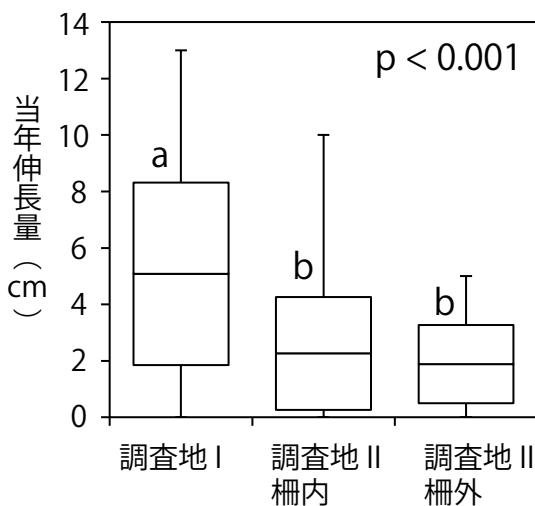 14
12
10
8
6
4
2
0
当年伸長量（cm）
p < 0.001
a
b
b
調査地 I
調査地 II
柵内
調査地 II
柵外